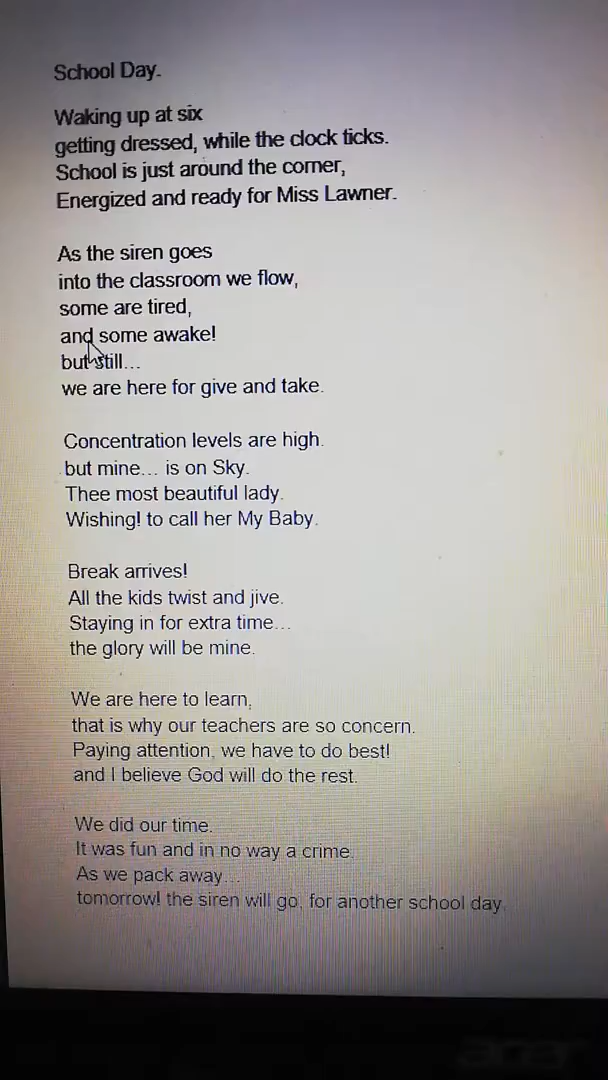 School Day.
Waking up at six
getting dressed, while the clock ticks.
School is just around the corner,
Energized and ready for Miss Lawner.
As the siren goes
into the classroom we flow,
some are tired,
and some awake!
but still...
we are here for give and take.
Concentration levels are high.
but mine... is on Sky.
Thee most beautiful lady.
Wishing! to call her My Baby.
Break arrives!
All the kids twist and jive.
Staying in for extra time...
the glory will be mine.
We are here to learn,
that is why our teachers are so concern.
Paying attention, we have to do best!
and I believe God will do the rest.
We did our time.
It was fun and in no way a crime.
As we pack away...
tomorrow! the siren will go, for another school day.
acer